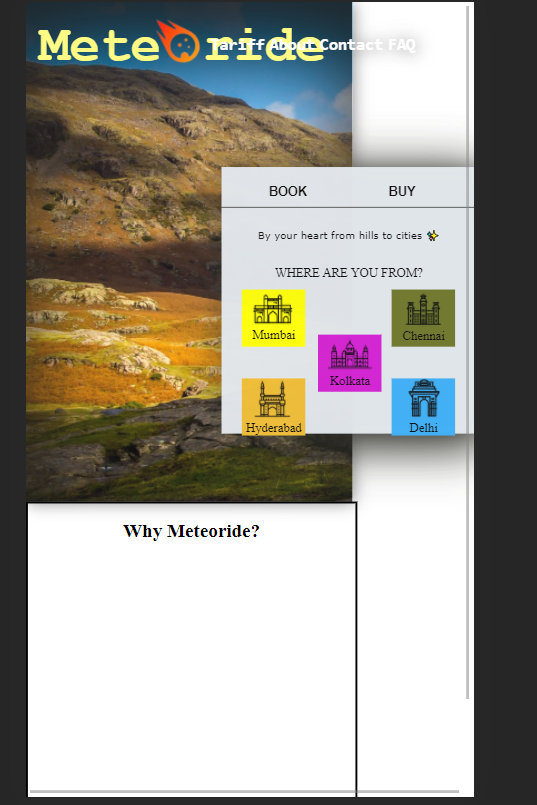 Meteoride
Tariff About Contact FAQ
BOOK BUY
By your heart from hills to cities ✨
WHERE ARE YOU FROM?
Mumbai
Chennai
Kolkata
Hyderabad
Delhi
Why Meteoride?